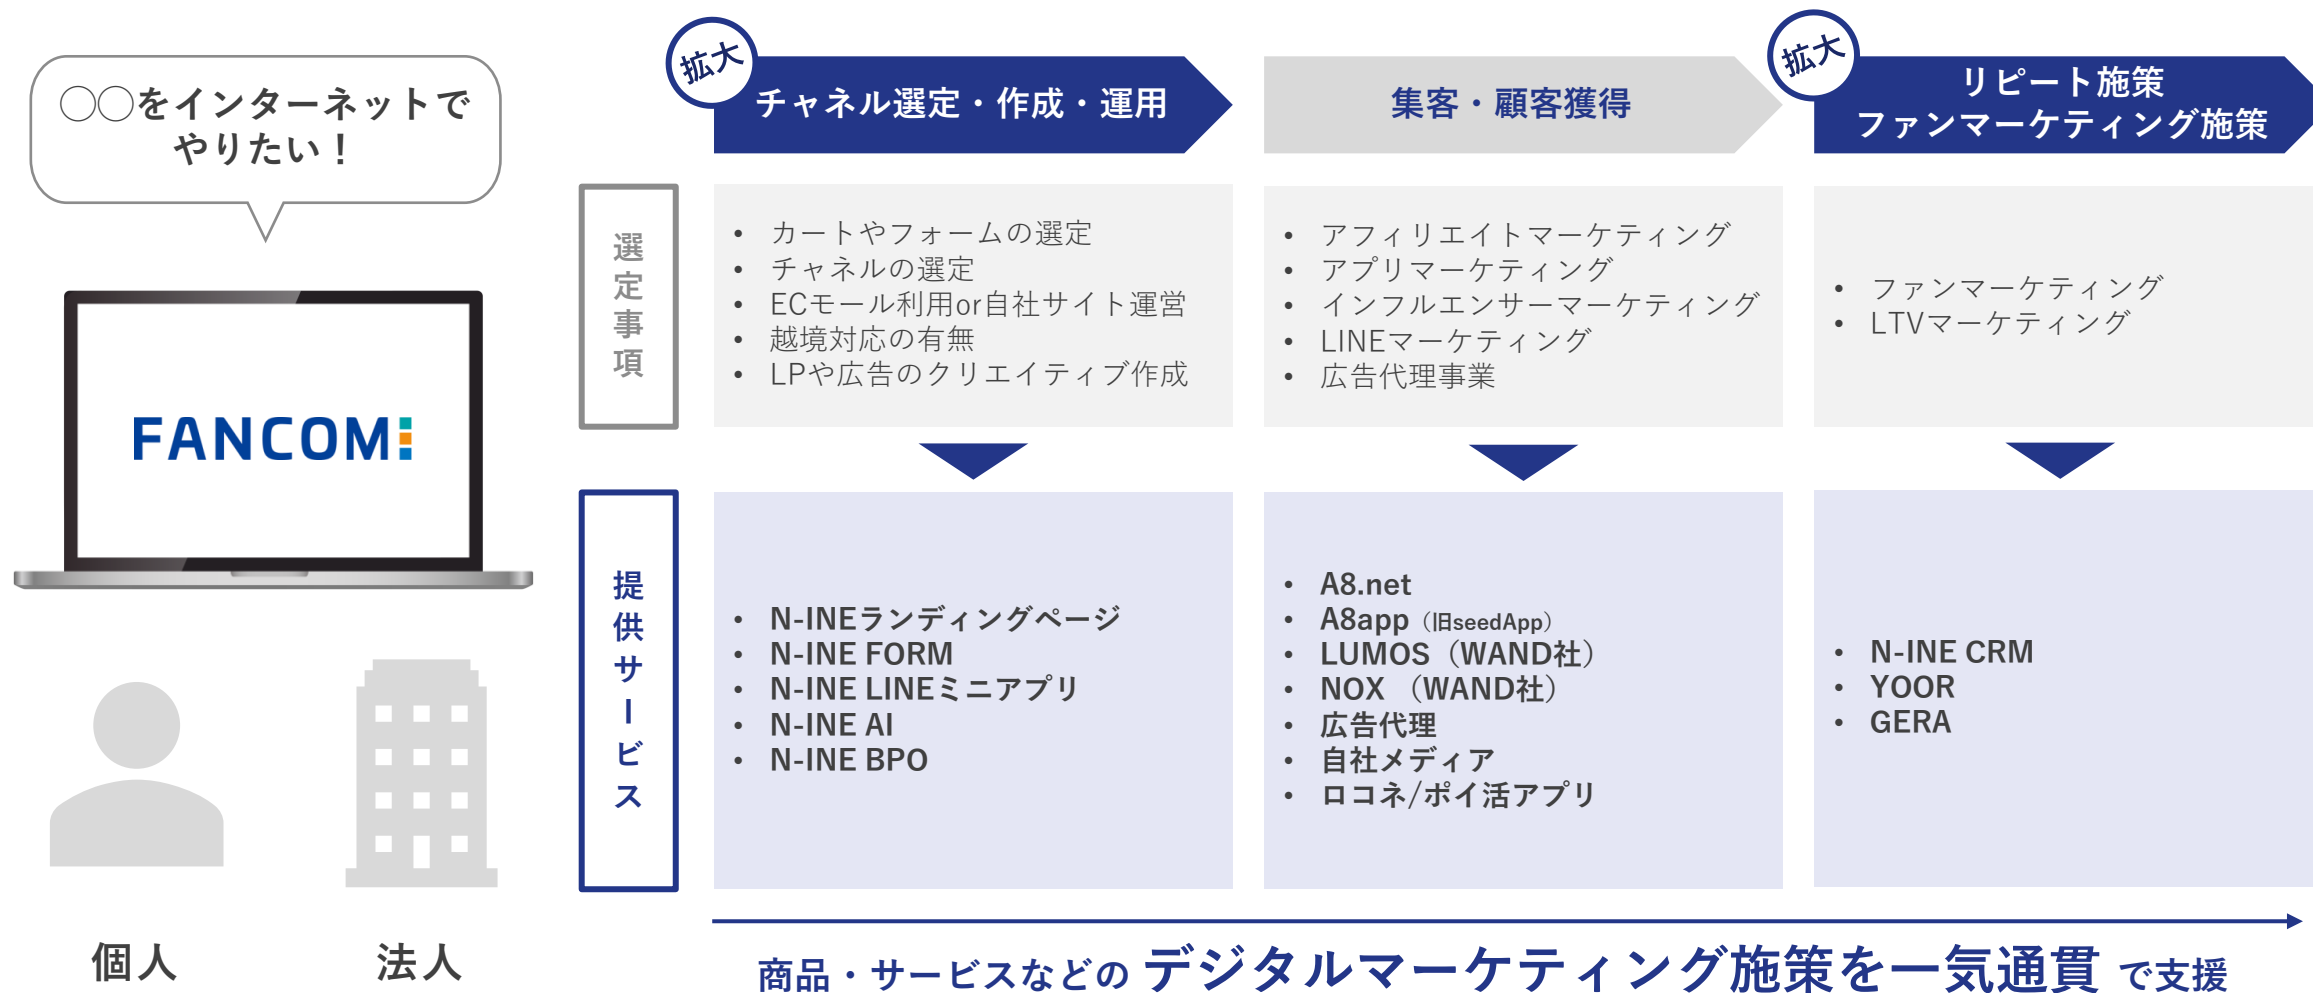 〇〇をインターネットで
やりたい！
FANCOMI
個人
法人
拡大
チャネル選定・作成・運用
集客・顧客獲得
拡大
リピート施策
ファンマーケティング施策
選定事項
• カートやフォームの選定
• チャネルの選定
• ECモール利用or自社サイト運営
• 越境対応の有無
• LPや広告のクリエイティブ作成
• アフィリエイトマーケティング
• アプリマーケティング
• インフルエンサーマーケティング
• LINEマーケティング
• 広告代理事業
• ファンマーケティング
• LTVマーケティング
提供サービス
• N-INEランディングページ
• N-INE FORM
• N-INE LINEミニアプリ
• N-INE AI
• N-INE BPO
• A8.net
• A8app（旧seedApp）
• LUMOS（WAND社）
• NOX （WAND社）
• 広告代理
• 自社メディア
• ロコネ/ポイ活アプリ
• N-INE CRM
• YOOR
• GERA
商品・サービスなどの デジタルマーケティング施策を一気通貫 で支援